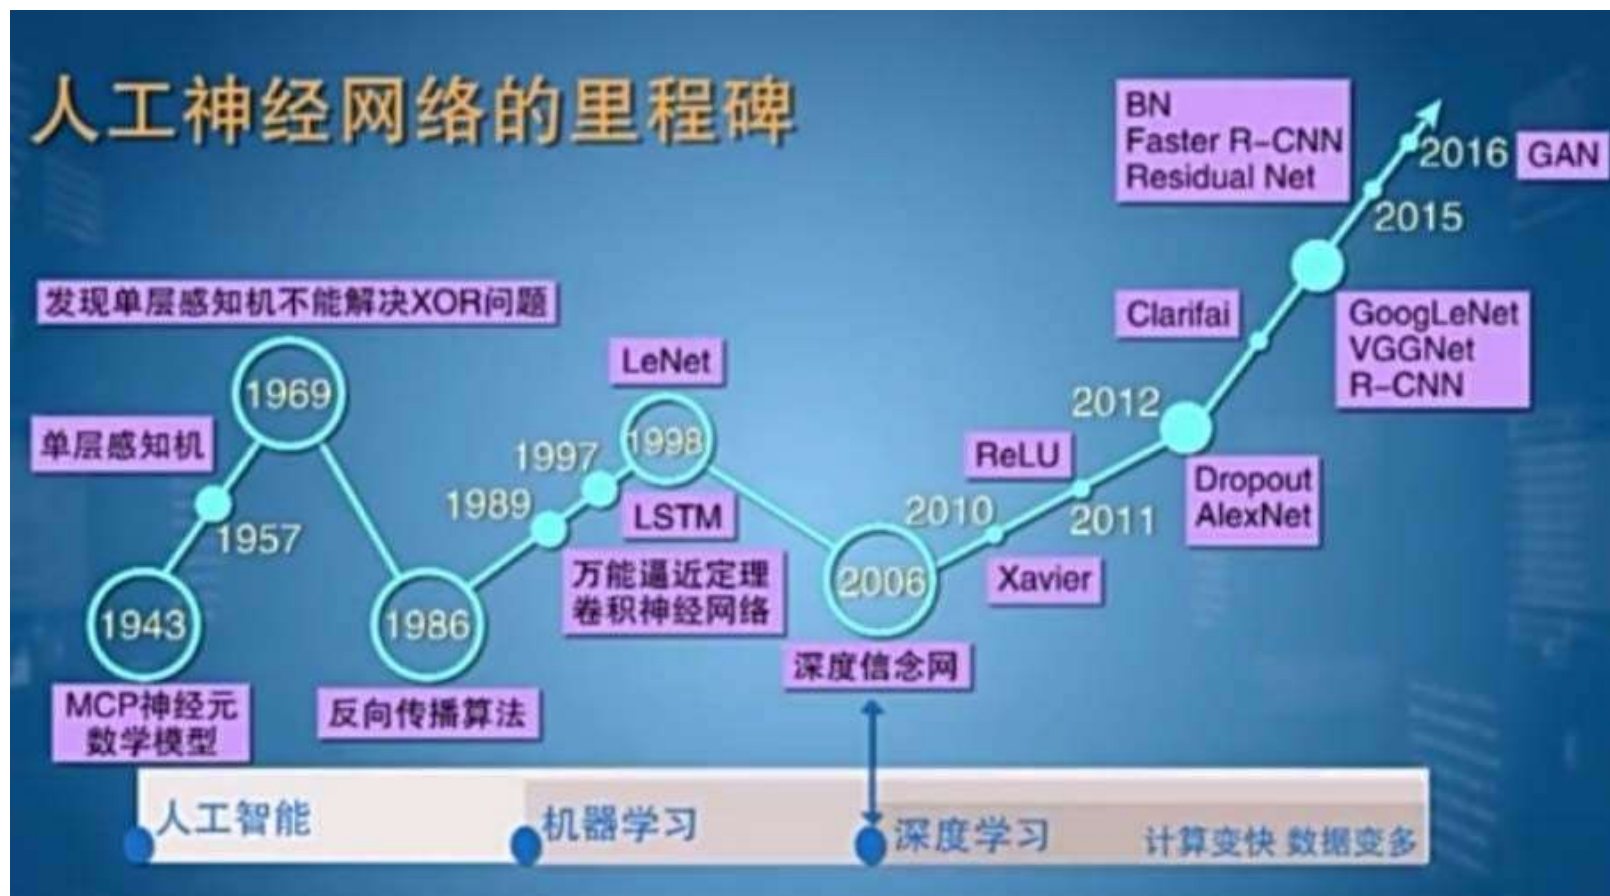 人工神经网络的里程碑
BN
Faster R-CNN
Residual Net
2016
GAN
2015
发现单层感知机不能解决XOR问题
1969
单层感知机
1957
1943
MCP神经元
数学模型
1986
反向传播算法
1989
1997
LeNet
1998
LSTM
万能逼近定理
卷积神经网络
2006
深度信念网
2010
Xavier
ReLU
2011
2012
Dropout
AlexNet
Clarifai
GoogLeNet
VGGNet
R-CNN
人工智能
机器学习
深度学习
计算变快 数据变多